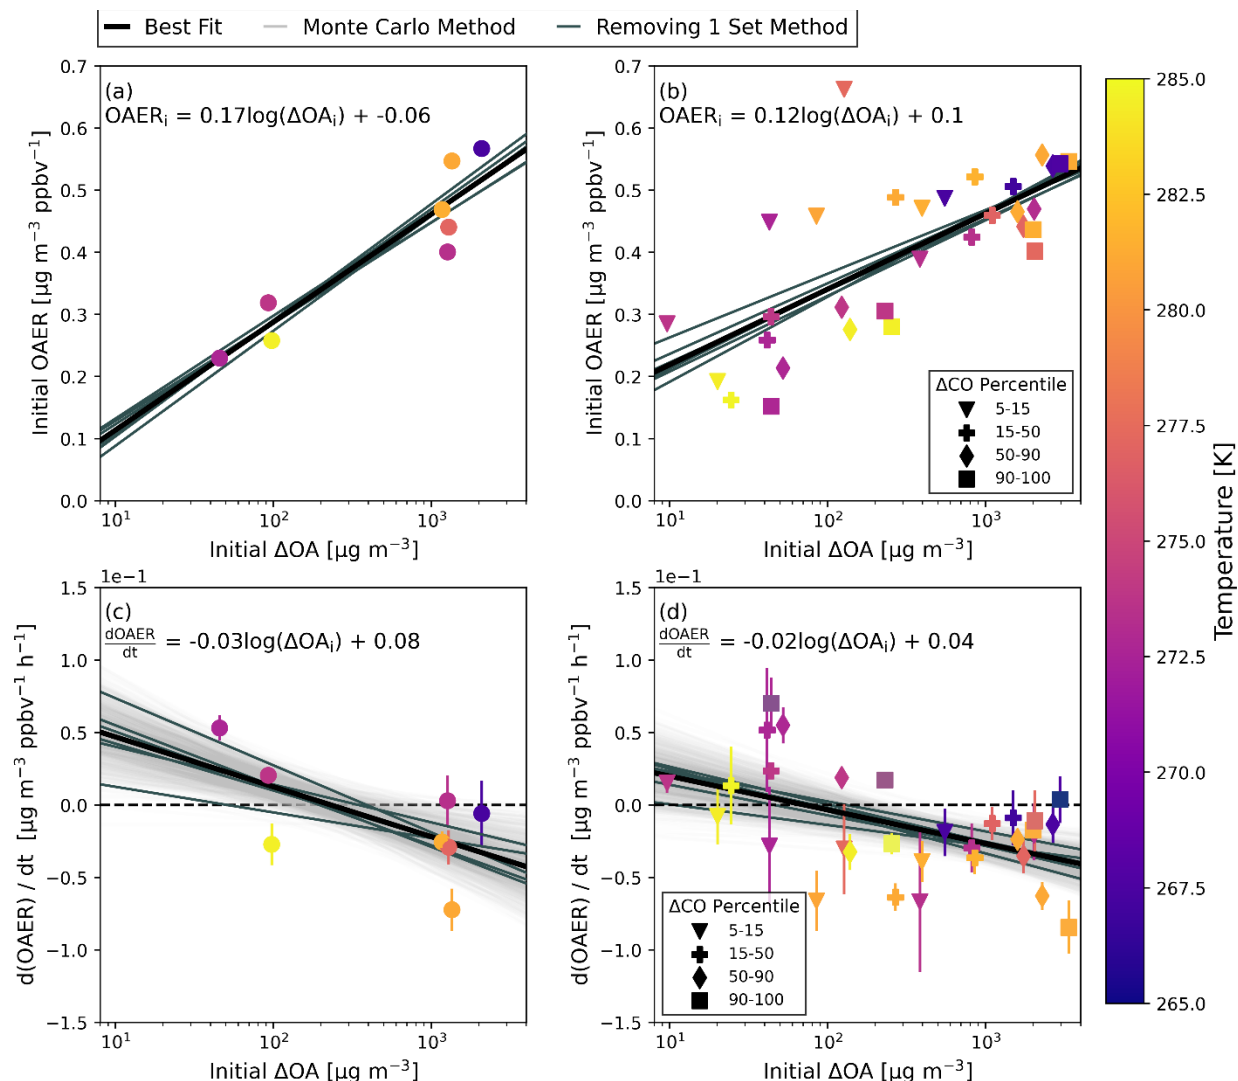 Best Fit Monte Carlo Method Removing 1 Set Method
(a)
OAERᵢ = 0.17log(ΔOAᵢ) + -0.06
0.7
0.6
0.5
0.4
0.3
0.2
0.1
0.0
Initial OAER [µg m⁻³ ppbv⁻¹]
10¹ 10² 10³
Initial ΔOA [µg m⁻³]
(b)
OAERᵢ = 0.12log(ΔOAᵢ) + 0.1
0.7
0.6
0.5
0.4
0.3
0.2
0.1
0.0
Initial OAER [µg m⁻³ ppbv⁻¹]
ΔCO Percentile
5-15
15-50
50-90
90-100
10¹ 10² 10³
Initial ΔOA [µg m⁻³]
1e−1
(c)
dOAER/dt = -0.03log(ΔOAᵢ) + 0.08
1.5
1.0
0.5
0.0
−0.5
−1.0
−1.5
d(OAER) / dt [µg m⁻³ ppbv⁻¹ h⁻¹]
10¹ 10² 10³
Initial ΔOA [µg m⁻³]
1e−1
(d)
dOAER/dt = -0.02log(ΔOAᵢ) + 0.04
1.5
1.0
0.5
0.0
−0.5
−1.0
−1.5
d(OAER) / dt [µg m⁻³ ppbv⁻¹ h⁻¹]
ΔCO Percentile
5-15
15-50
50-90
90-100
10¹ 10² 10³
Initial ΔOA [µg m⁻³]
285.0
282.5
280.0
277.5
275.0
272.5
270.0
267.5
265.0
Temperature [K]